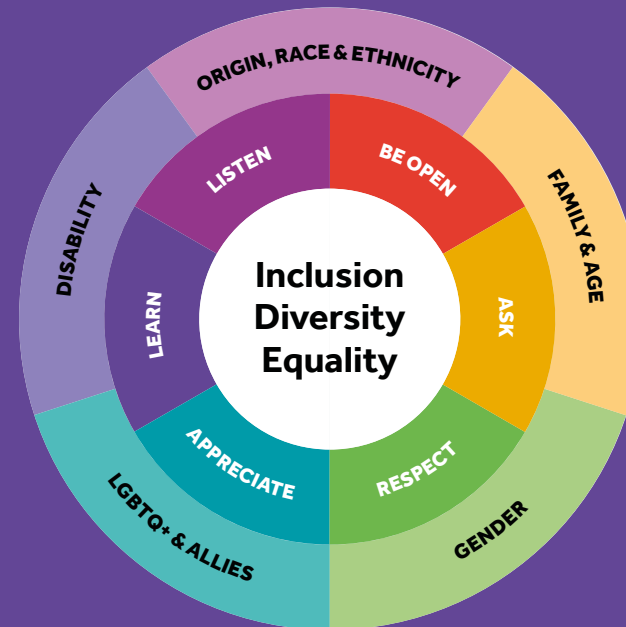 ORIGIN, RACE & ETHNICITY
FAMILY & AGE
GENDER
LGBTQ+ & ALLIES
DISABILITY
LISTEN
BE OPEN
ASK
RESPECT
APPRECIATE
LEARN
Inclusion
Diversity
Equality